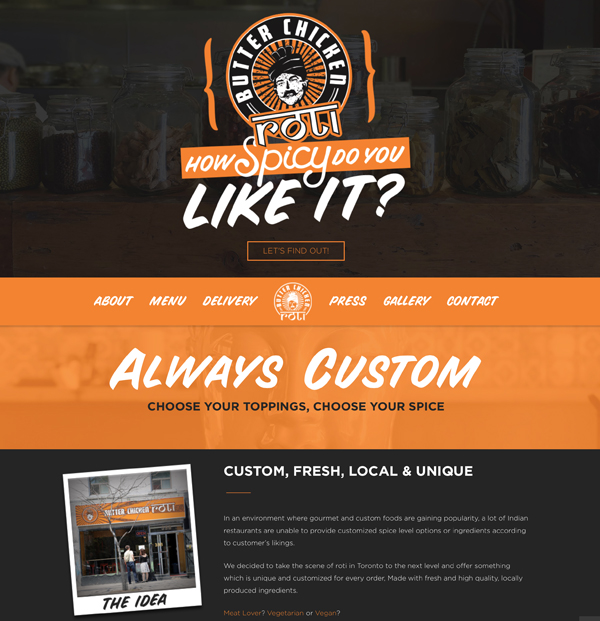 BUTTER CHICKEN
roti
HOW Spicy DO YOU
LIKE IT?
LET'S FIND OUT!
ABOUT MENU DELIVERY BUTTER CHICKEN roti PRESS GALLERY CONTACT
ALWAYS CUSTOM
CHOOSE YOUR TOPPINGS, CHOOSE YOUR SPICE
CUSTOM, FRESH, LOCAL & UNIQUE
BUTTER CHICKEN roti
THE IDEA
In an environment where gourmet and custom foods are gaining popularity, a lot of Indian
restaurants are unable to provide customized spice level options or ingredients according
to customer's likings.
We decided to take the scene of roti in Toronto to the next level and offer something
which is unique and customized for every order. Made with fresh and high quality, locally
produced ingredients.
Meat Lover? Vegetarian or Vegan?